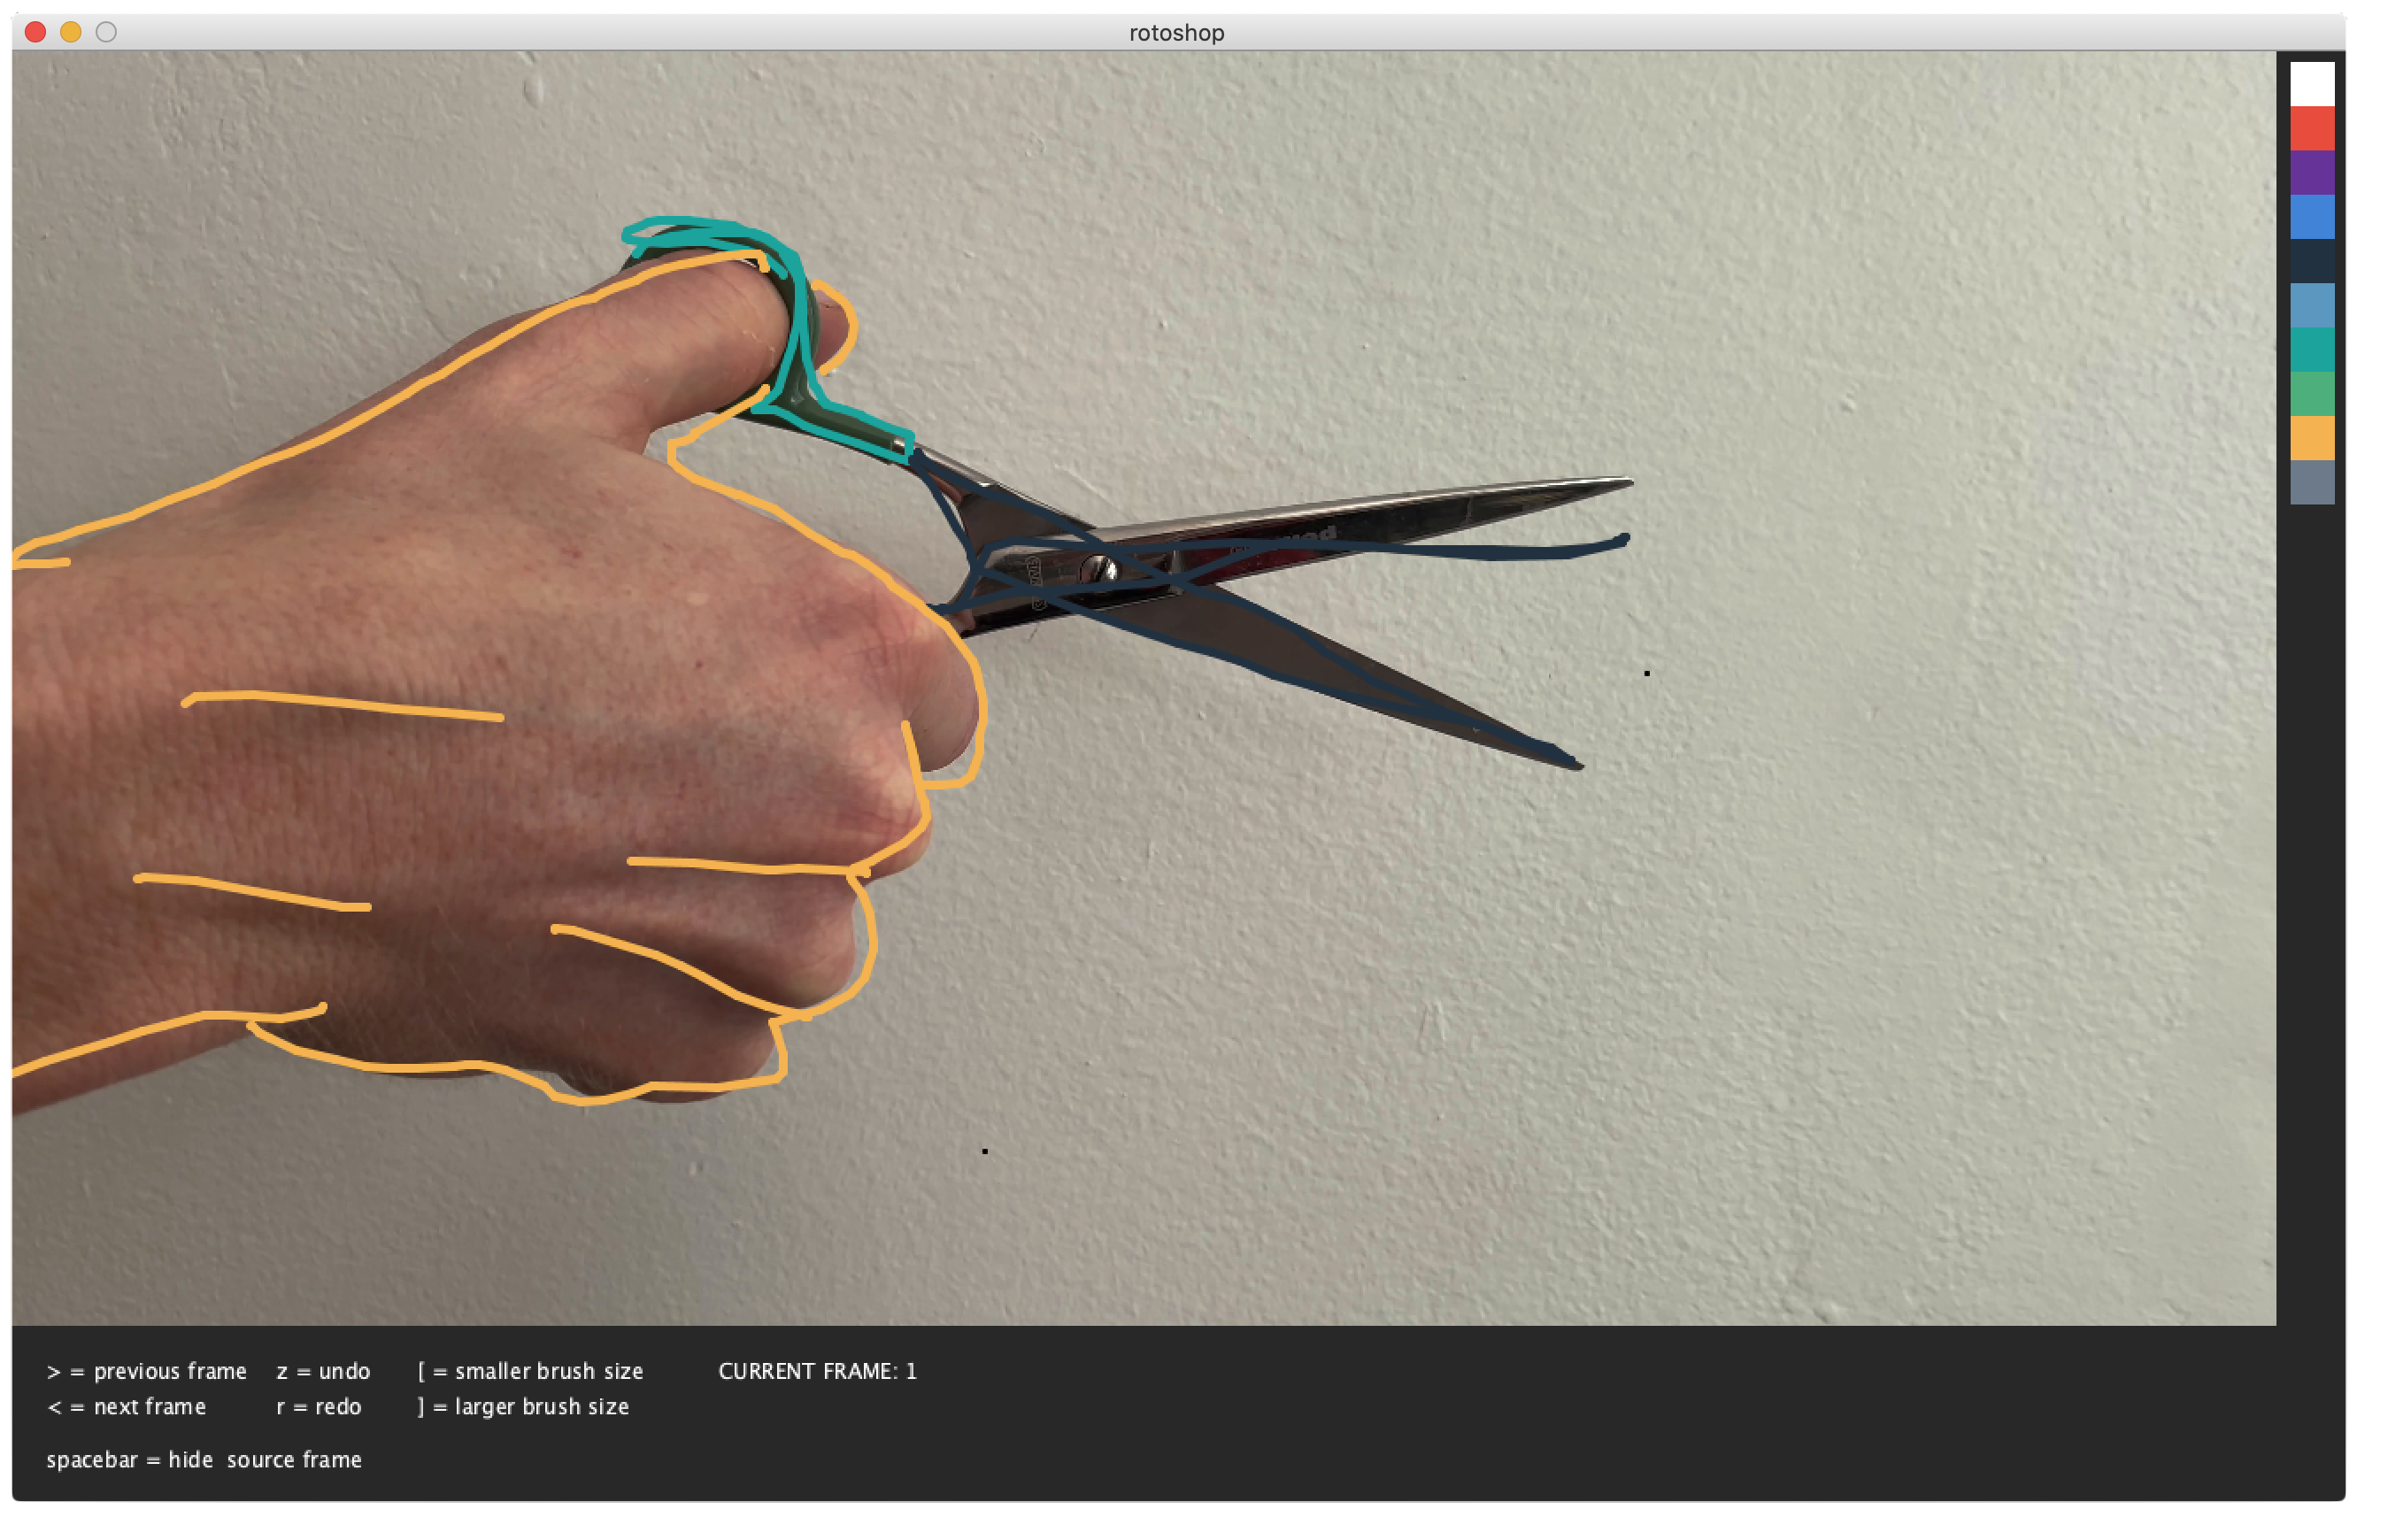 rotoshop
> = previous frame z = undo [ = smaller brush size CURRENT FRAME: 1
< = next frame r = redo ] = larger brush size
spacebar = hide source frame